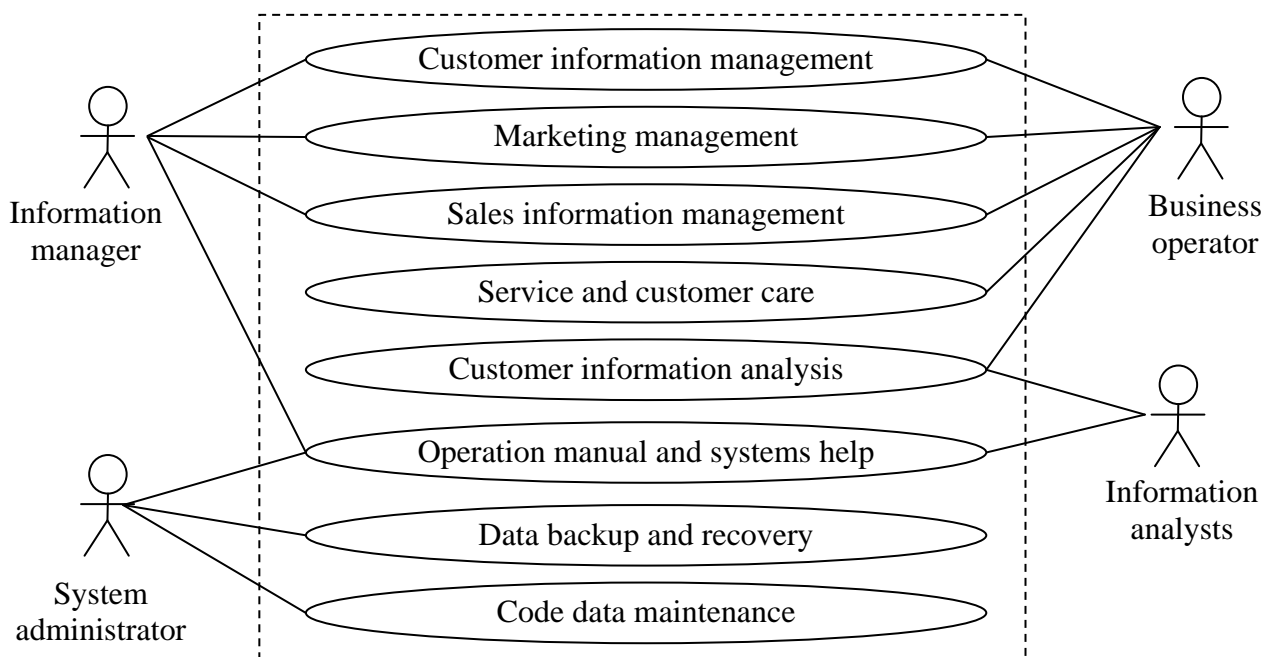 Customer information management
Marketing management
Information
manager
Sales information management
Business
operator
Service and customer care
Customer information analysis
Operation manual and systems help
Information
analysts
Data backup and recovery
System
administrator
Code data maintenance